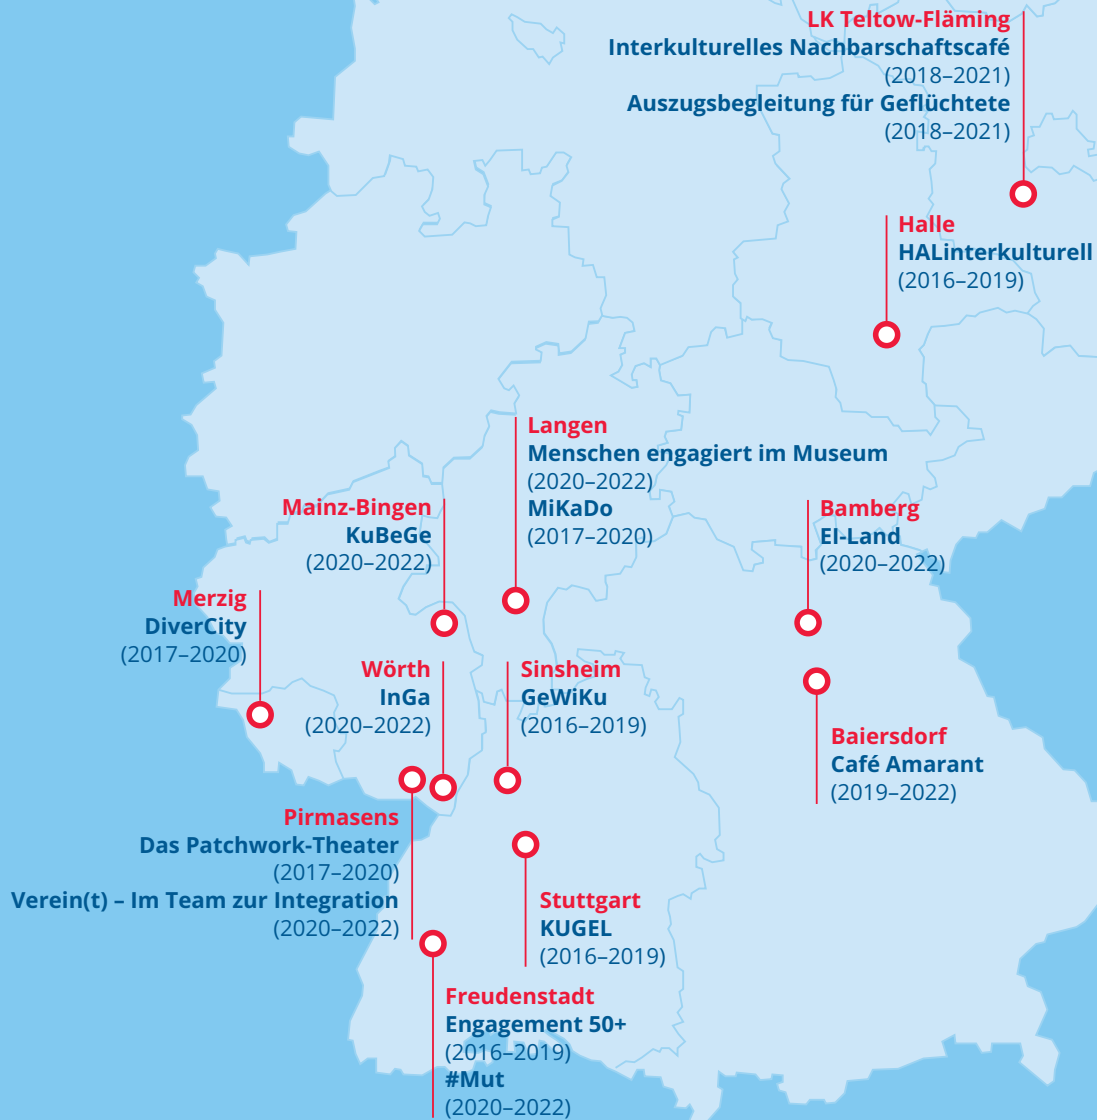 LK Teltow-Fläming
Interkulturelles Nachbarschaftscafé
(2018–2021)
Auszugsbegleitung für Geflüchtete
(2018–2021)
Halle
HALinterkulturell
(2016–2019)
Langen
Menschen engagiert im Museum
(2020–2022)
MiKaDo
(2017–2020)
Mainz-Bingen
KuBeGe
(2020–2022)
Bamberg
EI-Land
(2020–2022)
Merzig
DiverCity
(2017–2020)
Wörth
InGa
(2020–2022)
Sinsheim
GeWiKu
(2016–2019)
Baiersdorf
Café Amarant
(2019–2022)
Pirmasens
Das Patchwork-Theater
(2017–2020)
Verein(t) – Im Team zur Integration
(2020–2022)
Stuttgart
KUGEL
(2016–2019)
Freudenstadt
Engagement 50+
(2016–2019)
#Mut
(2020–2022)